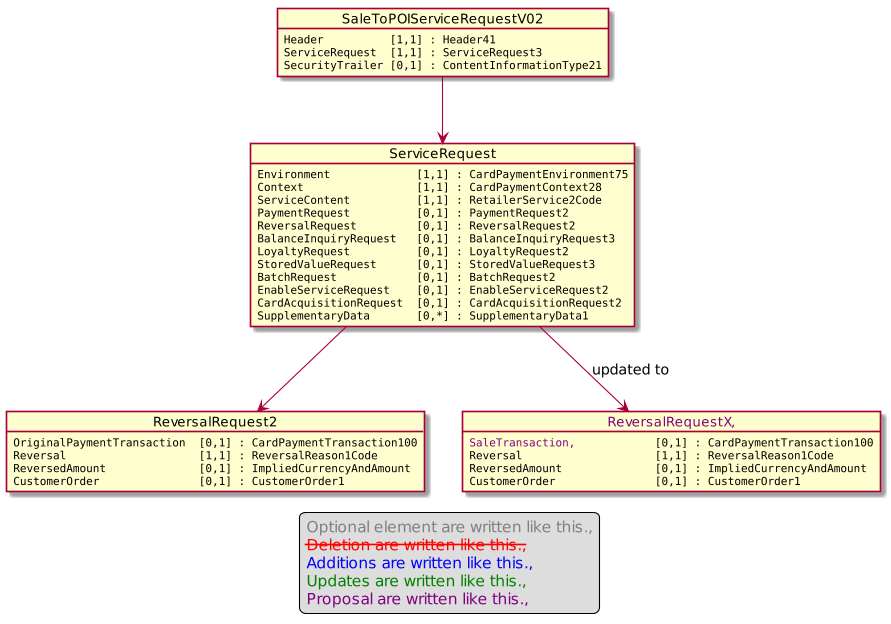 SaleToPOIServiceRequestV02
Header [1,1] : Header41
ServiceRequest [1,1] : ServiceRequest3
SecurityTrailer [0,1] : ContentInformationType21
ServiceRequest
Environment [1,1] : CardPaymentEnvironment75
Context [1,1] : CardPaymentContext28
ServiceContent [1,1] : RetailerService2Code
PaymentRequest [0,1] : PaymentRequest2
ReversalRequest [0,1] : ReversalRequest2
BalanceInquiryRequest [0,1] : BalanceInquiryRequest3
LoyaltyRequest [0,1] : LoyaltyRequest2
StoredValueRequest [0,1] : StoredValueRequest3
BatchRequest [0,1] : BatchRequest2
EnableServiceRequest [0,1] : EnableServiceRequest2
CardAcquisitionRequest [0,1] : CardAcquisitionRequest2
SupplementaryData [0,*] : SupplementaryData1
updated to
ReversalRequest2
OriginalPaymentTransaction [0,1] : CardPaymentTransaction100
Reversal [1,1] : ReversalReason1Code
ReversedAmount [0,1] : ImpliedCurrencyAndAmount
CustomerOrder [0,1] : CustomerOrder1
ReversalRequestX,
SaleTransaction, [0,1] : CardPaymentTransaction100
Reversal [1,1] : ReversalReason1Code
ReversedAmount [0,1] : ImpliedCurrencyAndAmount
CustomerOrder [0,1] : CustomerOrder1
Optional element are written like this.,
Deletion are written like this.,
Additions are written like this.,
Updates are written like this.,
Proposal are written like this.,